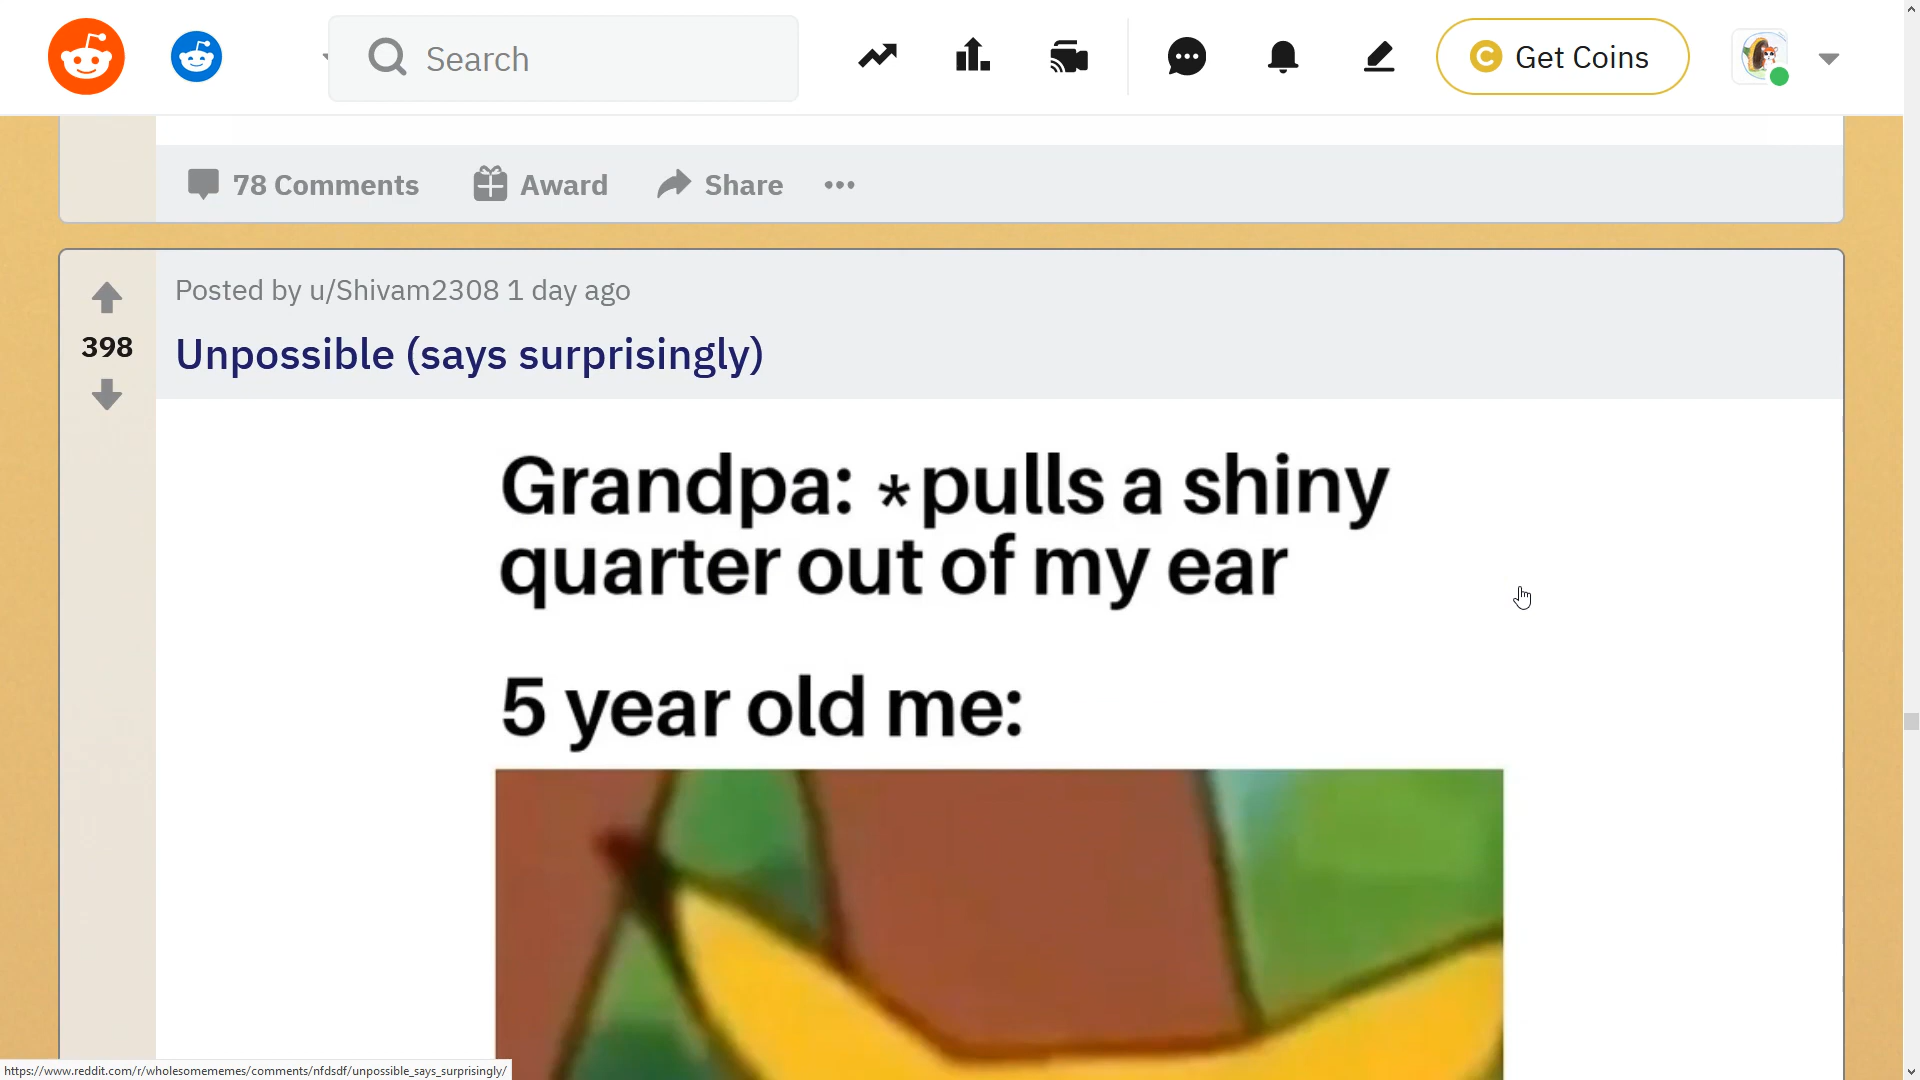 Search
Get Coins
78 Comments Award Share
Posted by u/Shivam2308 1 day ago
398
Unpossible (says surprisingly)
Grandpa: *pulls a shiny
quarter out of my ear
5 year old me:
https://www.reddit.com/r/wholesomememes/comments/nfdsdf/unpossible_says_surprisingly/